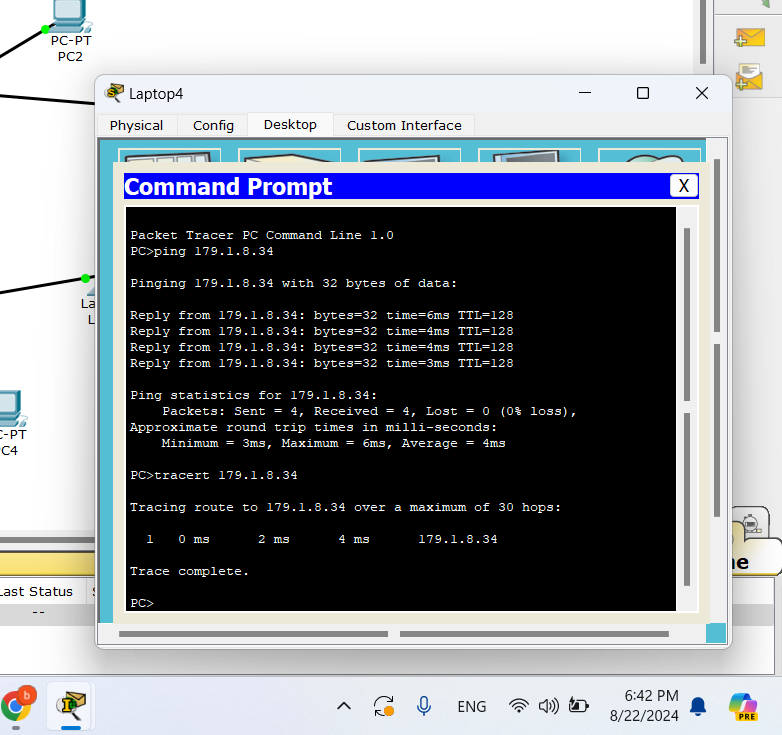 PC-PT
PC2
Laptop4
Physical
Config
Desktop
Custom Interface
Command Prompt
X
Packet Tracer PC Command Line 1.0
PC>ping 179.1.8.34
Pinging 179.1.8.34 with 32 bytes of data:
Reply from 179.1.8.34: bytes=32 time=6ms TTL=128
Reply from 179.1.8.34: bytes=32 time=4ms TTL=128
Reply from 179.1.8.34: bytes=32 time=4ms TTL=128
Reply from 179.1.8.34: bytes=32 time=3ms TTL=128
Ping statistics for 179.1.8.34:
Packets: Sent = 4, Received = 4, Lost = 0 (0% loss),
Approximate round trip times in milli-seconds:
Minimum = 3ms, Maximum = 6ms, Average = 4ms
PC>tracert 179.1.8.34
Tracing route to 179.1.8.34 over a maximum of 30 hops:
1 0 ms 2 ms 4 ms 179.1.8.34
Trace complete.
PC>
La
L
C-PT
C4
Last Status
--
ne
b
ENG
6:42 PM
8/22/2024
PRE